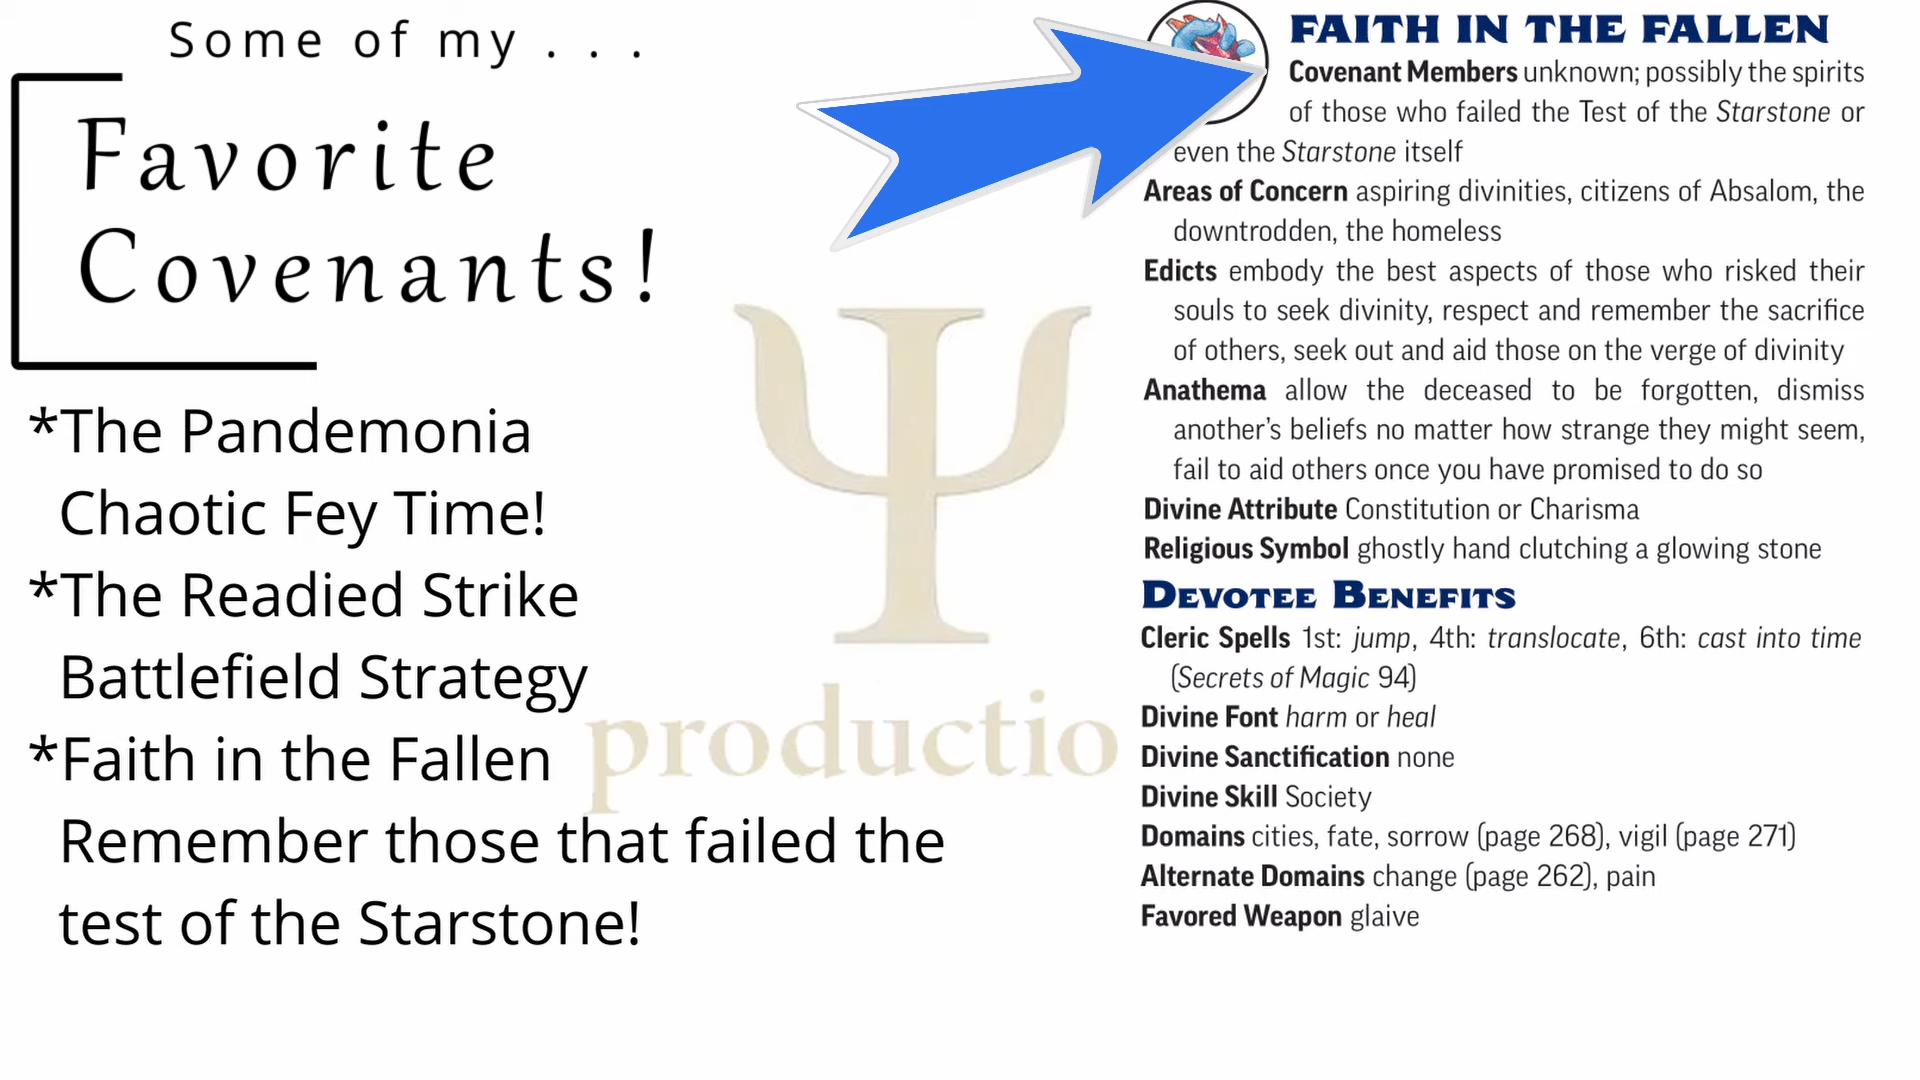 Some of my . . .
Favorite
Covenants!
*The Pandemonia
Chaotic Fey Time!
*The Readied Strike
Battlefield Strategy
*Faith in the Fallen
Remember those that failed the
test of the Starstone!
productio
FAITH IN THE FALLEN
Covenant Members unknown; possibly the spirits
of those who failed the Test of the Starstone or
even the Starstone itself
Areas of Concern aspiring divinities, citizens of Absalom, the
downtrodden, the homeless
Edicts embody the best aspects of those who risked their
souls to seek divinity, respect and remember the sacrifice
of others, seek out and aid those on the verge of divinity
Anathema allow the deceased to be forgotten, dismiss
another's beliefs no matter how strange they might seem,
fail to aid others once you have promised to do so
Divine Attribute Constitution or Charisma
Religious Symbol ghostly hand clutching a glowing stone
DEVOTEE BENEFITS
Cleric Spells 1st: jump, 4th: translocate, 6th: cast into time
(Secrets of Magic 94)
Divine Font harm or heal
Divine Sanctification none
Divine Skill Society
Domains cities, fate, sorrow (page 268), vigil (page 271)
Alternate Domains change (page 262), pain
Favored Weapon glaive